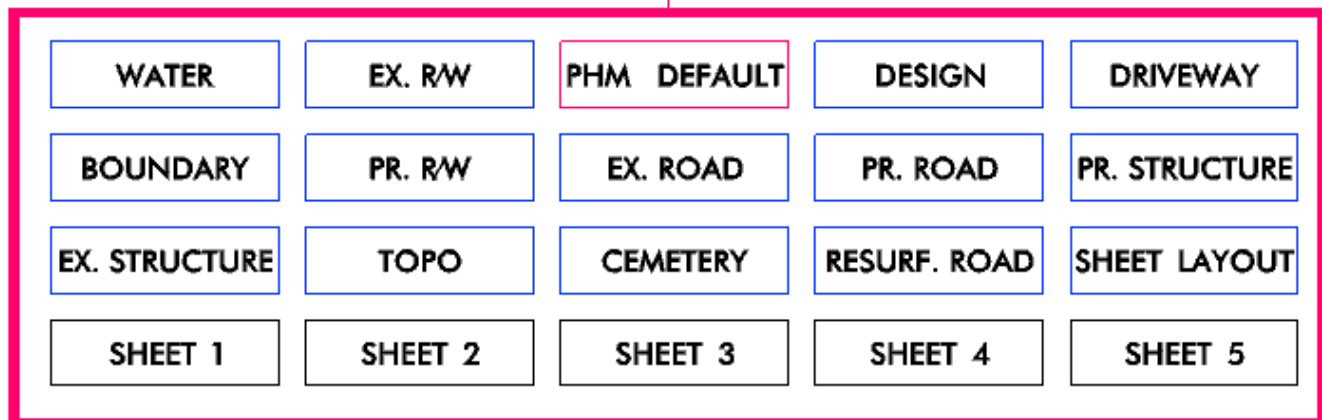 WATER EX. R/W PHM DEFAULT DESIGN DRIVEWAY
BOUNDARY PR. R/W EX. ROAD PR. ROAD PR. STRUCTURE
EX. STRUCTURE TOPO CEMETERY RESURF. ROAD SHEET LAYOUT
SHEET 1 SHEET 2 SHEET 3 SHEET 4 SHEET 5